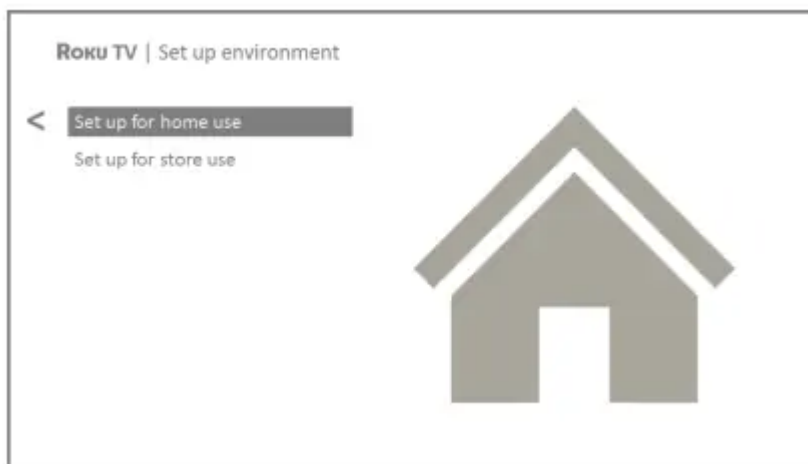 ROKU TV | Set up environment
< Set up for home use
Set up for store use